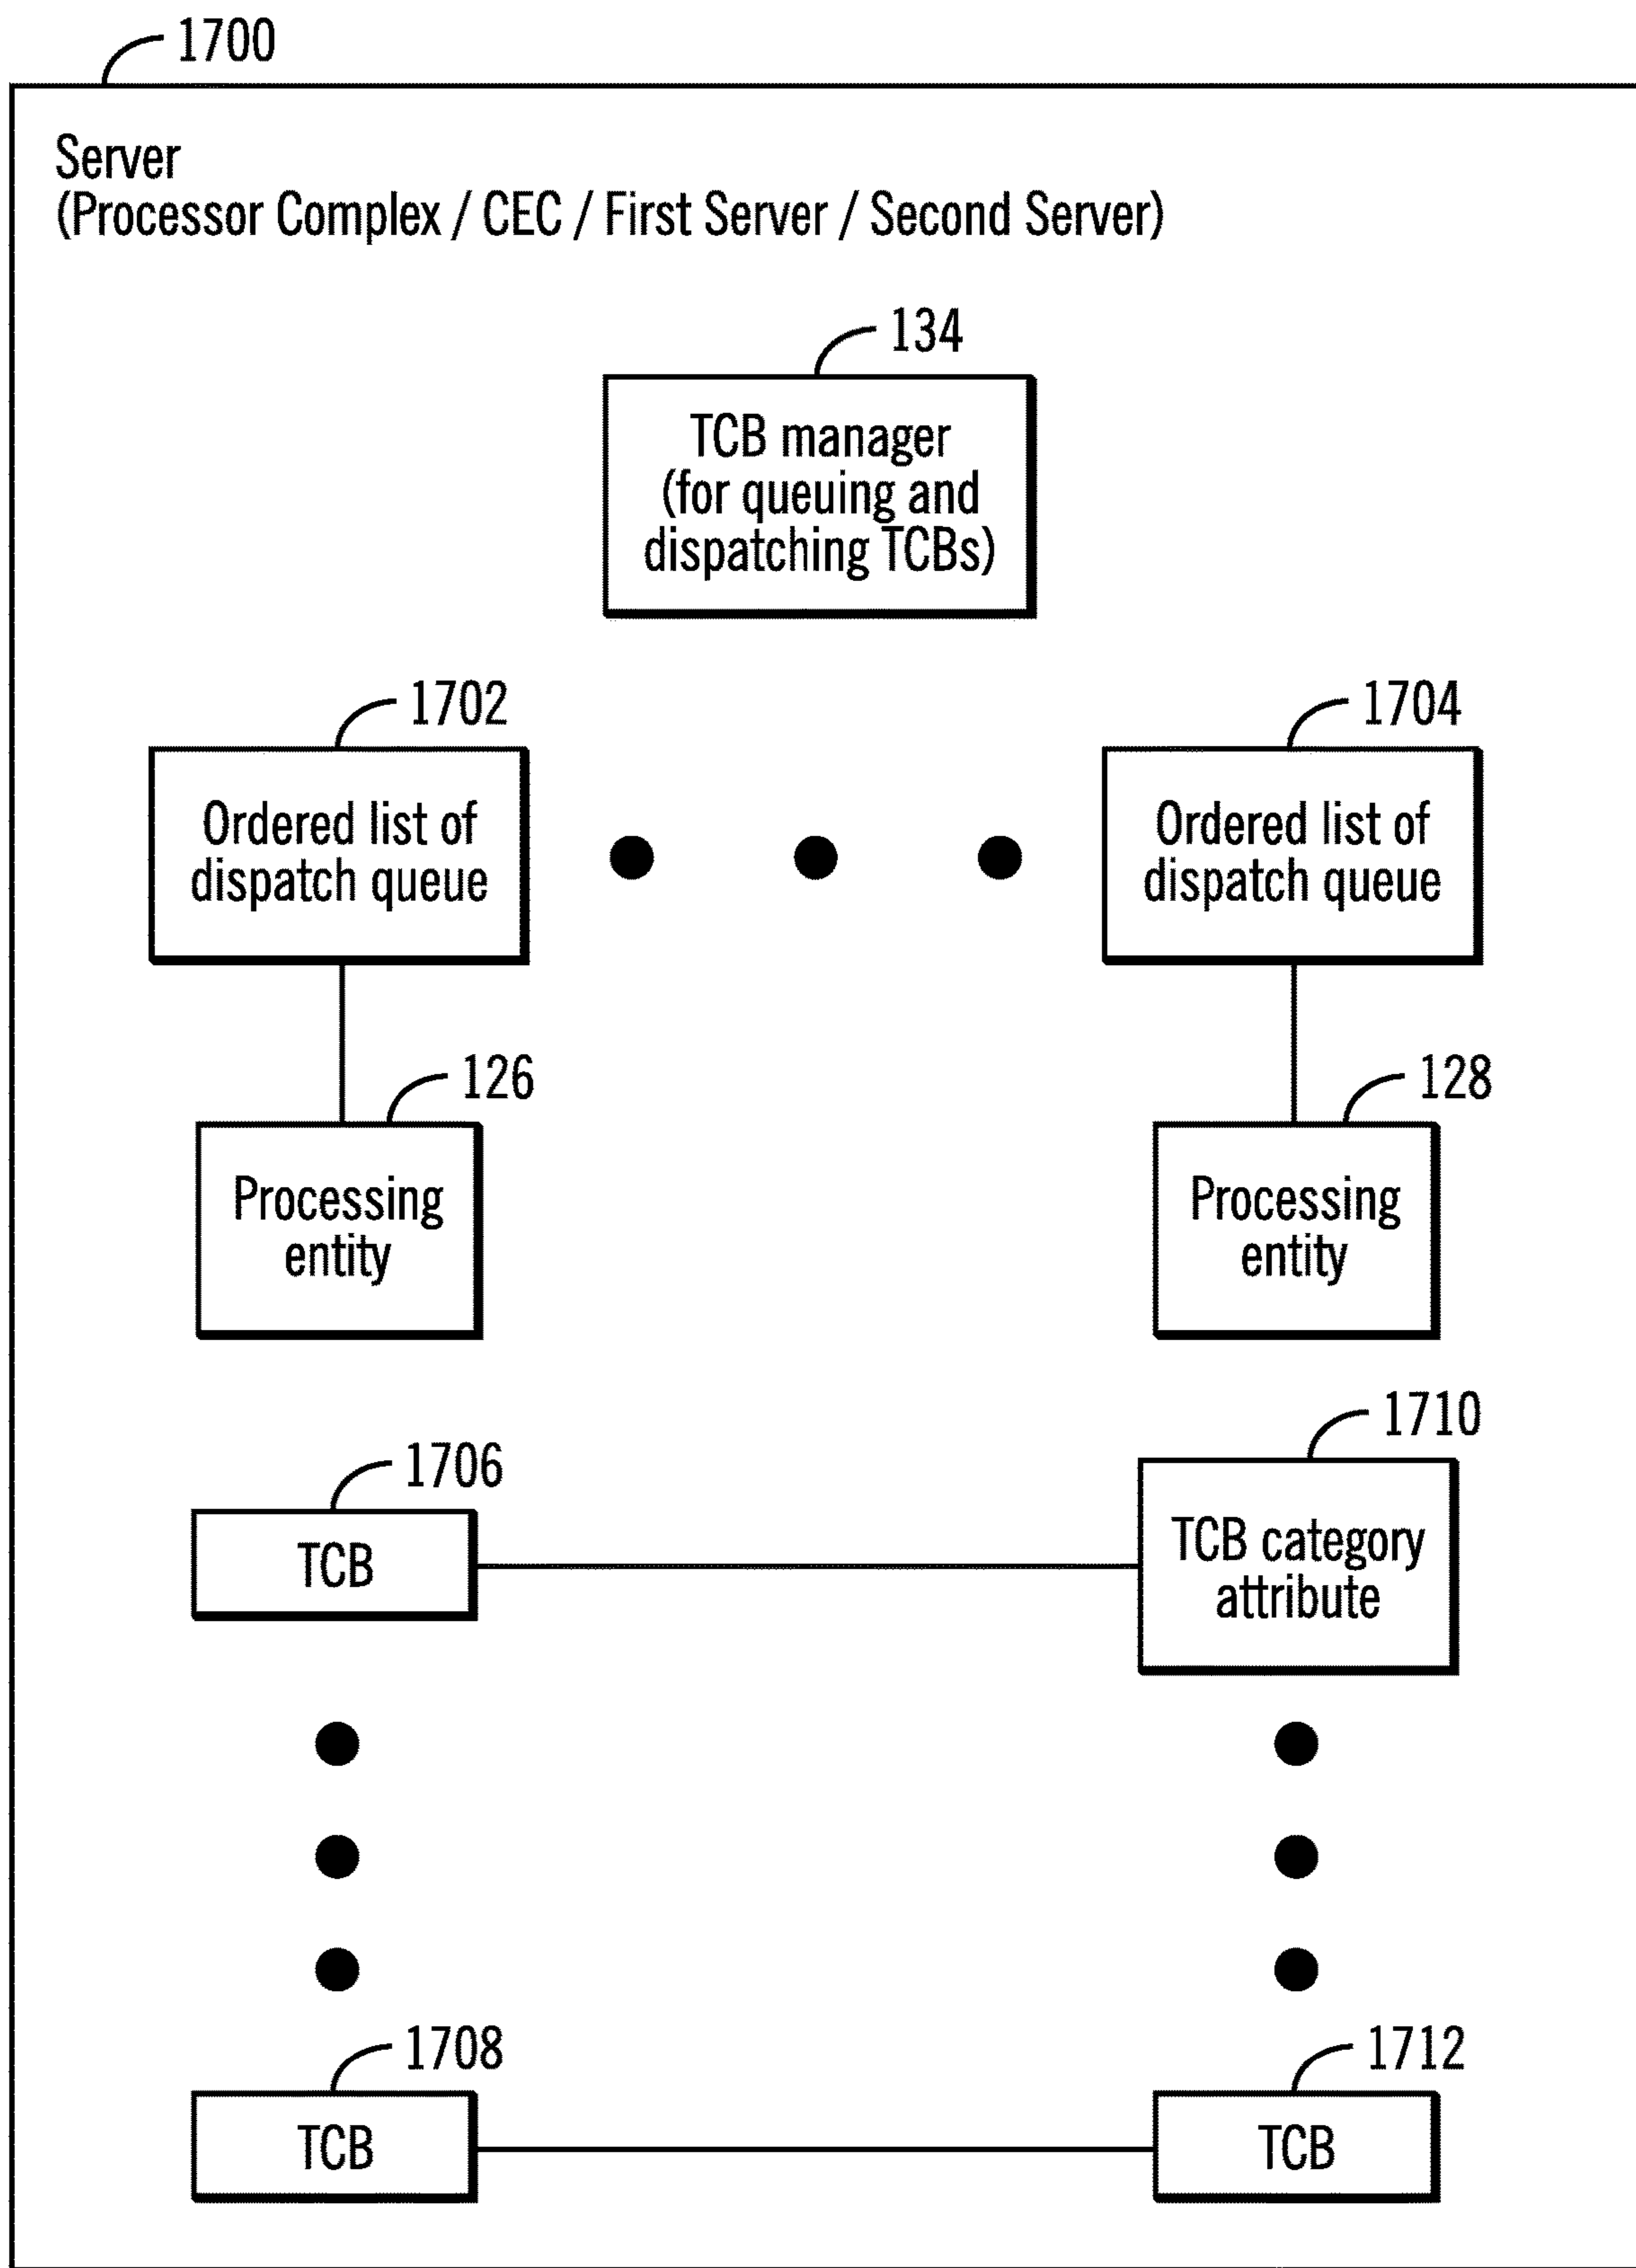 1700
Server
(Processor Complex / CEC / First Server / Second Server)
134
TCB manager
(for queuing and
dispatching TCBs)
1702
Ordered list of
dispatch queue
1704
Ordered list of
dispatch queue
126
Processing
entity
128
Processing
entity
1706
TCB
1710
TCB category
attribute
1708
TCB
1712
TCB